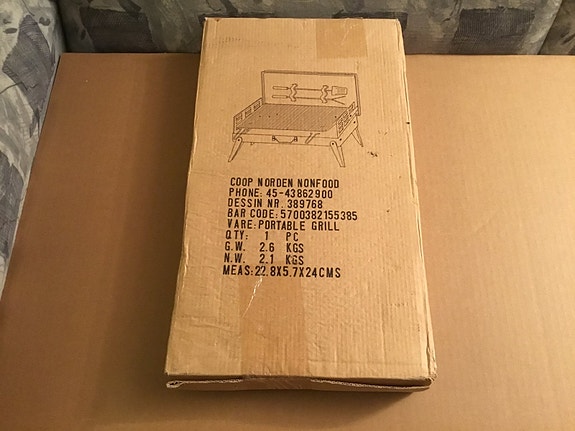 COOP NORDEN NONFOOD
PHONE: 45-43862900
DESSIN NR. 389768
BAR CODE: 5700382155385
VARE: PORTABLE GRILL
QTY: 1 PC
G.W. 2.6 KGS
N.W. 2.1 KGS
MEAS: 22.8X5.7X24CMS